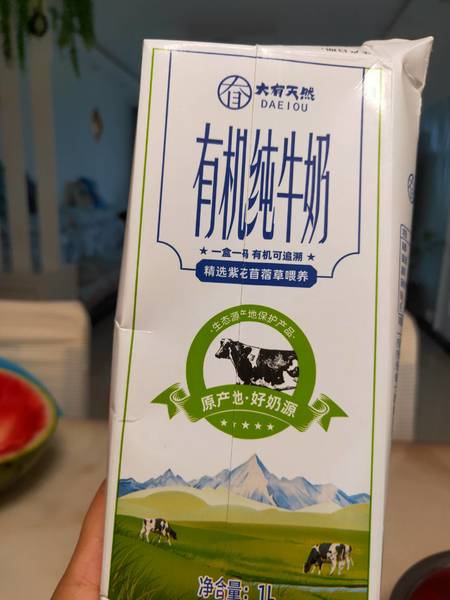 大有天然
DAEIOU
有机纯牛奶
一盒一码 有机可追溯
精选紫花苜蓿草喂养
生态源产地保护产品
原产地·好奶源
净含量：1L